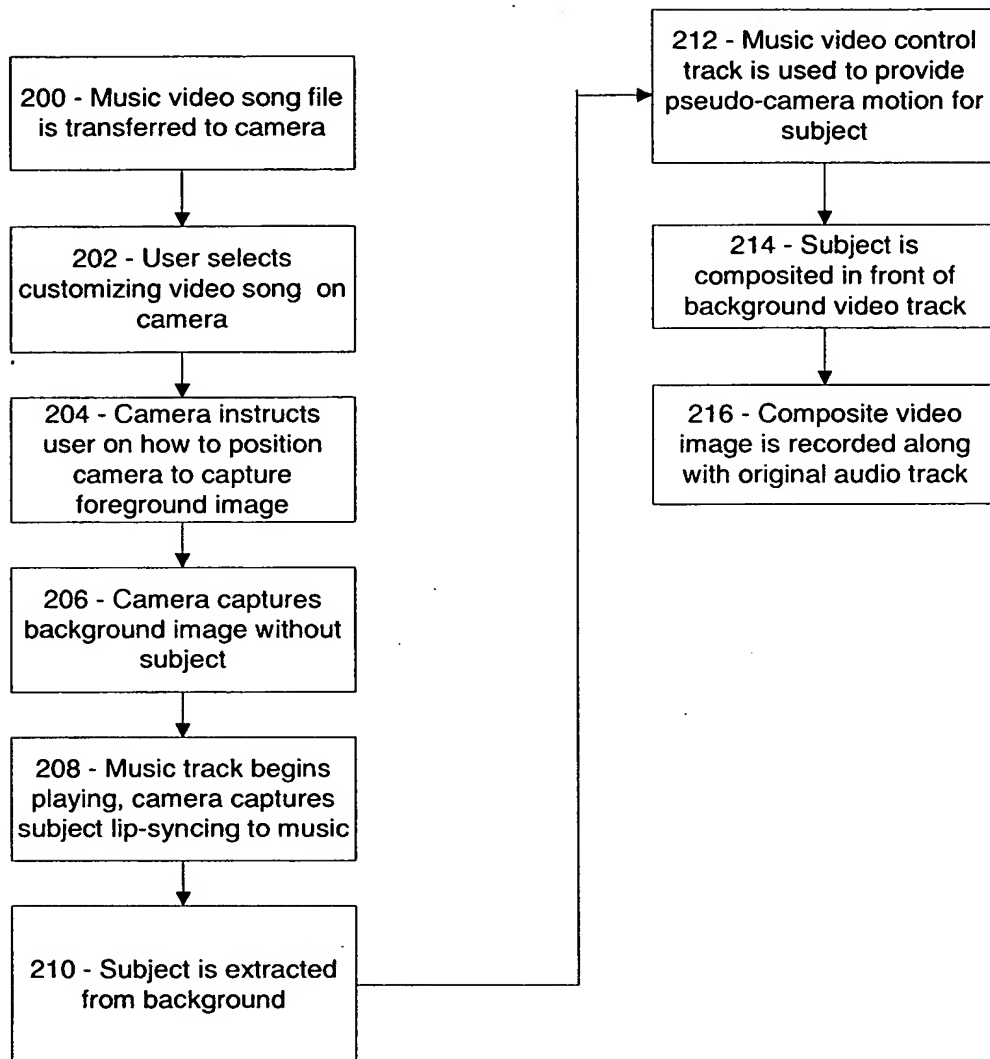 200 - Music video song file
is transferred to camera
202 - User selects
customizing video song on
camera
204 - Camera instructs
user on how to position
camera to capture
foreground image
206 - Camera captures
background image without
subject
208 - Music track begins
playing, camera captures
subject lip-syncing to music
210 - Subject is extracted
from background
212 - Music video control
track is used to provide
pseudo-camera motion for
subject
214 - Subject is
composited in front of
background video track
216 - Composite video
image is recorded along
with original audio track